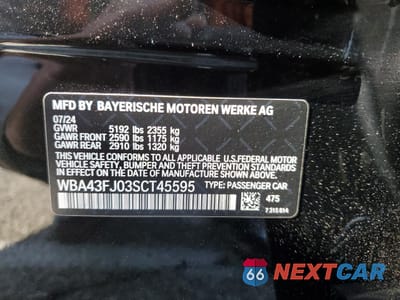 MFD BY BAYERISCHE MOTOREN WERKE AG
07/24
GVWR 5192 lbs 2355 kg
GAWR FRONT 2590 lbs 1175 kg
GAWR REAR 2910 lbs 1320 kg
THIS VEHICLE CONFORMS TO ALL APPLICABLE U.S. FEDERAL MOTOR
VEHICLE SAFETY, BUMPER, AND THEFT PREVENTION STANDARDS
IN EFFECT ON THE DATE OF MANUFACTURE SHOWN ABOVE.
WBA43FJ03SCT45595 TYPE: PASSENGER CAR
475
66 NEXTCAR